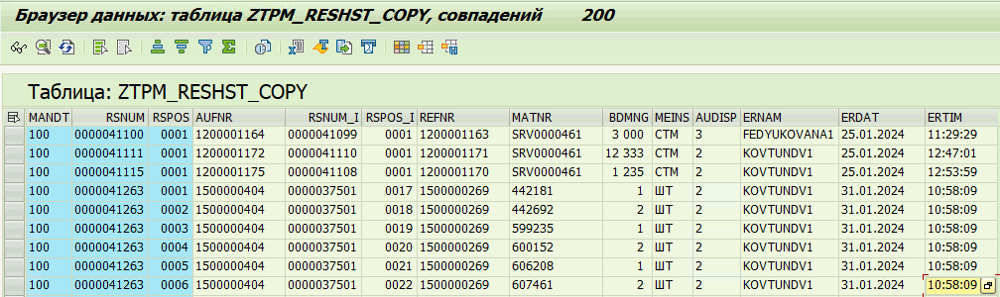 Браузер данных: таблица ZTPM_RESHST_COPY, совпадений 200
Таблица: ZTPM_RESHST_COPY
MANDT RSNUM RSPOS AUFNR RSNUM_I RSPOS_I REFNR MATNR BDMNG MEINS AUDISP ERNAM ERDAT ERTIM
100 0000041100 0001 1200001164 0000041099 0001 1200001163 SRV0000461 3 000 СТМ 3 FEDYUKOVANA1 25.01.2024 11:29:29
100 0000041111 0001 1200001172 0000041110 0001 1200001171 SRV0000461 12 333 СТМ 2 KOVTUNDV1 25.01.2024 12:47:01
100 0000041115 0001 1200001175 0000041108 0001 1200001170 SRV0000461 1 235 СТМ 2 KOVTUNDV1 25.01.2024 12:53:59
100 0000041263 0001 1500000404 0000037501 0017 1500000269 442181 1 ШТ 2 KOVTUNDV1 31.01.2024 10:58:09
100 0000041263 0002 1500000404 0000037501 0018 1500000269 442692 2 ШТ 2 KOVTUNDV1 31.01.2024 10:58:09
100 0000041263 0003 1500000404 0000037501 0019 1500000269 599235 1 ШТ 2 KOVTUNDV1 31.01.2024 10:58:09
100 0000041263 0004 1500000404 0000037501 0020 1500000269 600152 2 ШТ 2 KOVTUNDV1 31.01.2024 10:58:09
100 0000041263 0005 1500000404 0000037501 0021 1500000269 606208 1 ШТ 2 KOVTUNDV1 31.01.2024 10:58:09
100 0000041263 0006 1500000404 0000037501 0022 1500000269 607461 2 ШТ 2 KOVTUNDV1 31.01.2024 10:58:09